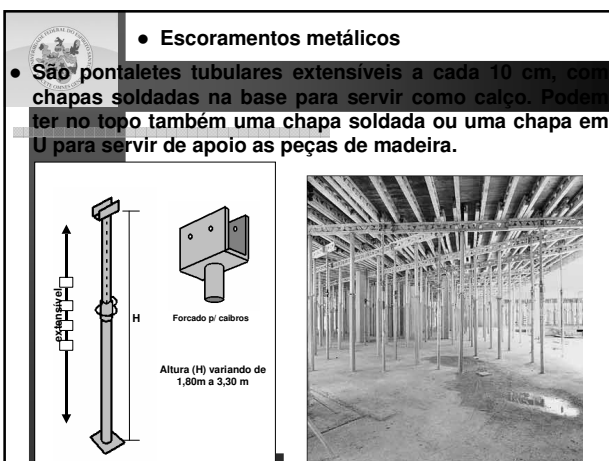 ● Escoramentos metálicos
● São pontaletes tubulares extensíveis a cada 10 cm, com
chapas soldadas na base para servir como calço. Podem
ter no topo também uma chapa soldada ou uma chapa em
U para servir de apoio as peças de madeira.
extensível
H
Forcado p/ caibros
Altura (H) variando de
1,80m a 3,30 m